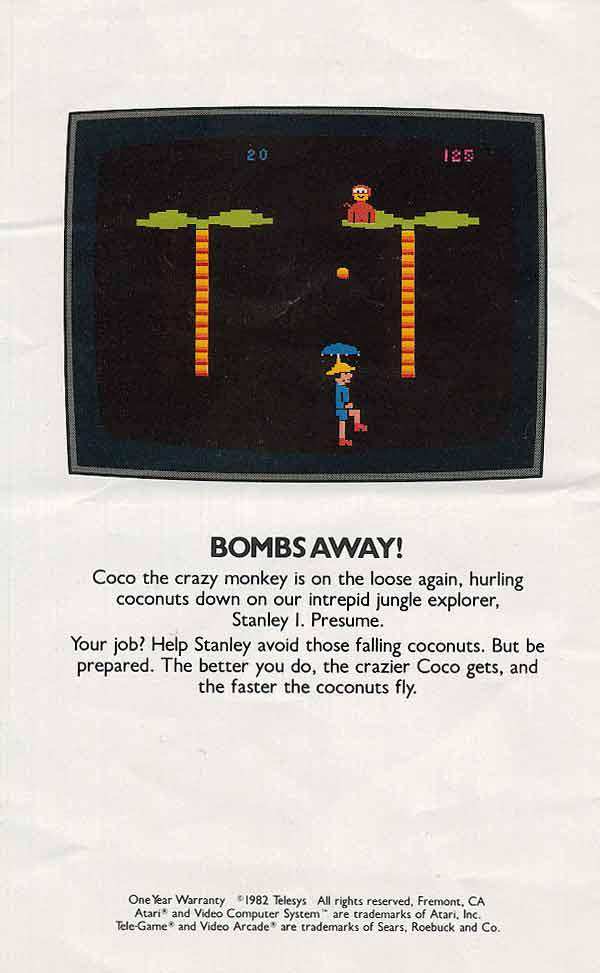 20 125
BOMBS AWAY!
Coco the crazy monkey is on the loose again, hurling
coconuts down on our intrepid jungle explorer,
Stanley I. Presume.
Your job? Help Stanley avoid those falling coconuts. But be
prepared. The better you do, the crazier Coco gets, and
the faster the coconuts fly.
One Year Warranty ©1982 Telesys All rights reserved, Fremont, CA
Atari® and Video Computer System™ are trademarks of Atari, Inc.
Tele-Game® and Video Arcade® are trademarks of Sears, Roebuck and Co.